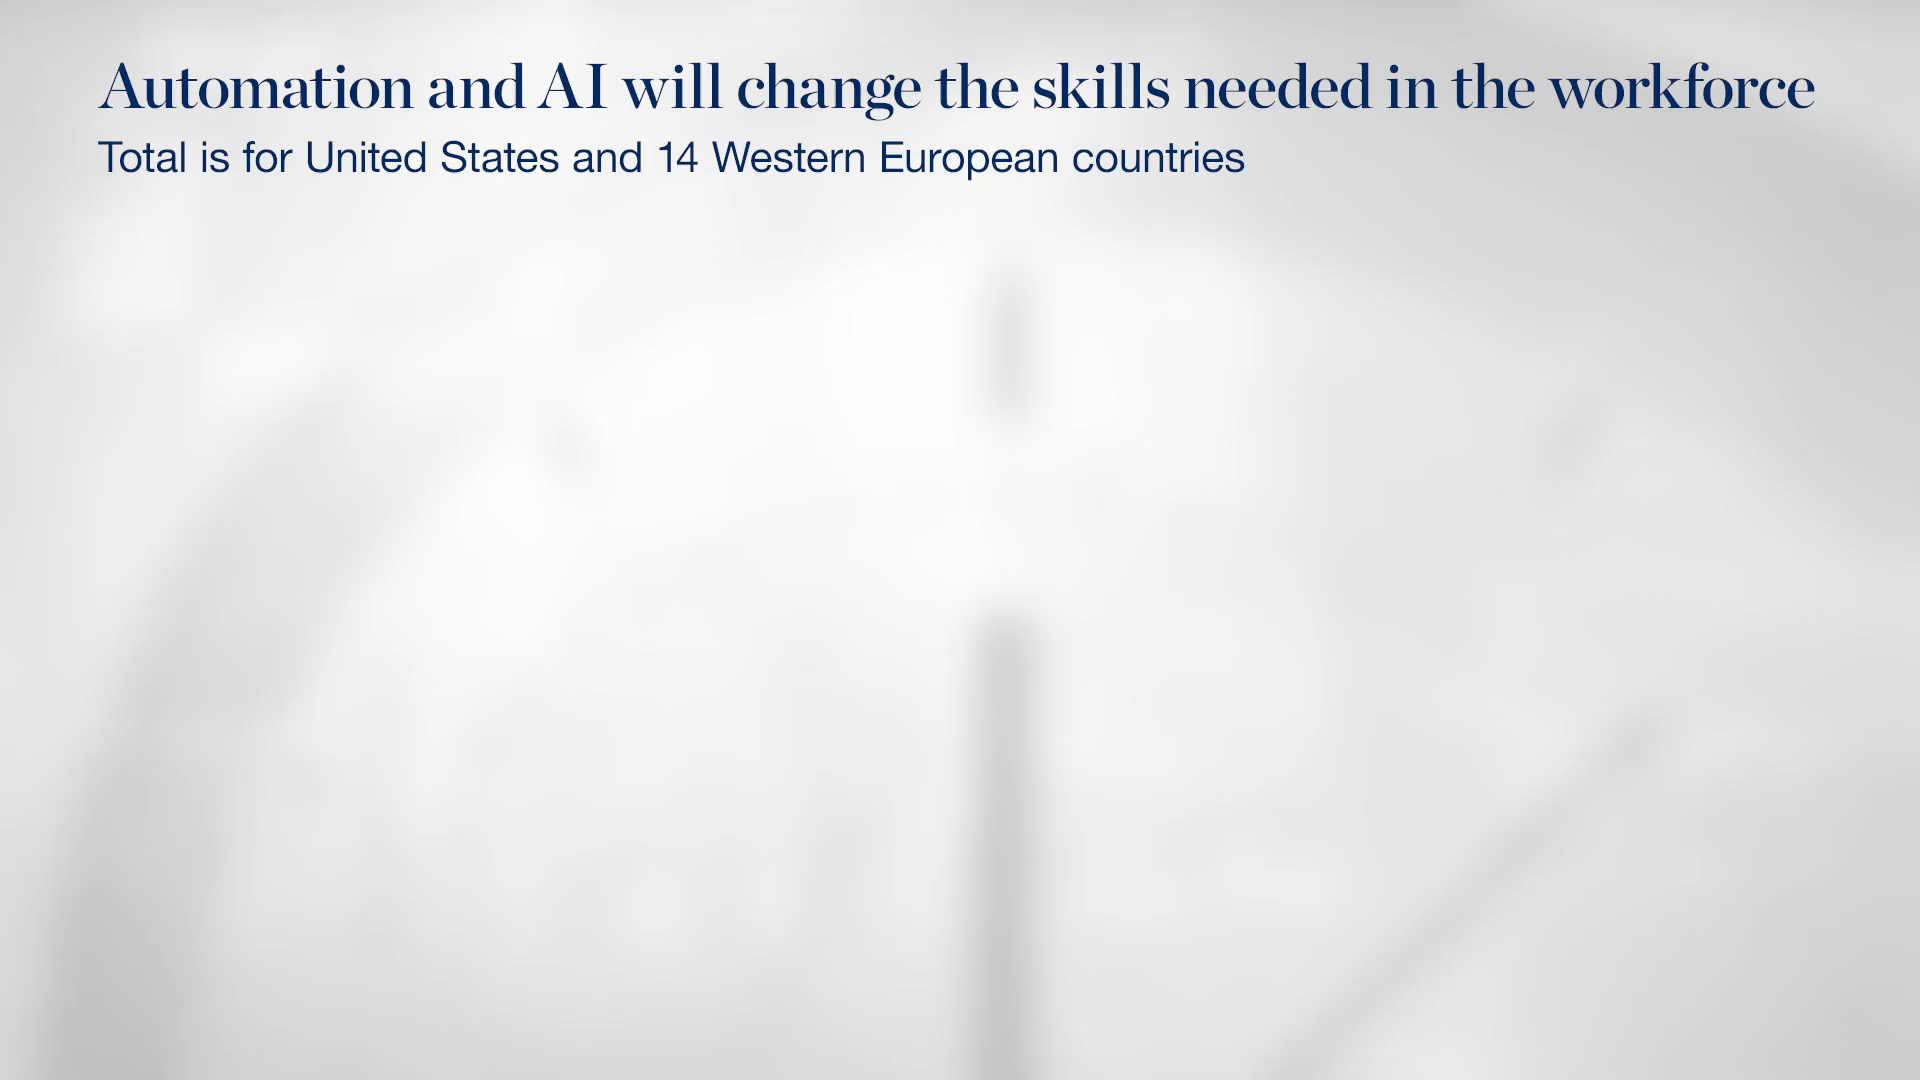 Automation and AI will change the skills needed in the workforce
Total is for United States and 14 Western European countries